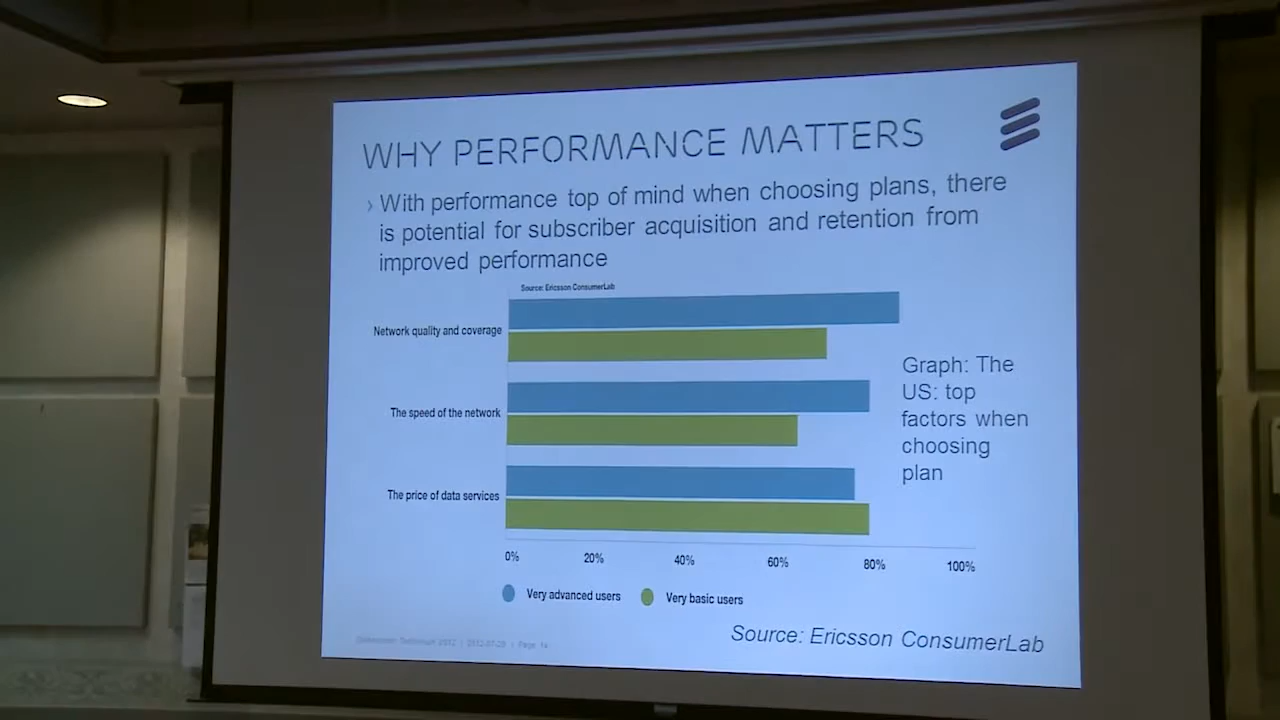 WHY PERFORMANCE MATTERS
› With performance top of mind when choosing plans, there
is potential for subscriber acquisition and retention from
improved performance
Source: Ericsson ConsumerLab
Network quality and coverage
The speed of the network
The price of data services
Graph: The
US: top
factors when
choosing
plan
0% 20% 40% 60% 80% 100%
Very advanced users Very basic users
Source: Ericsson ConsumerLab